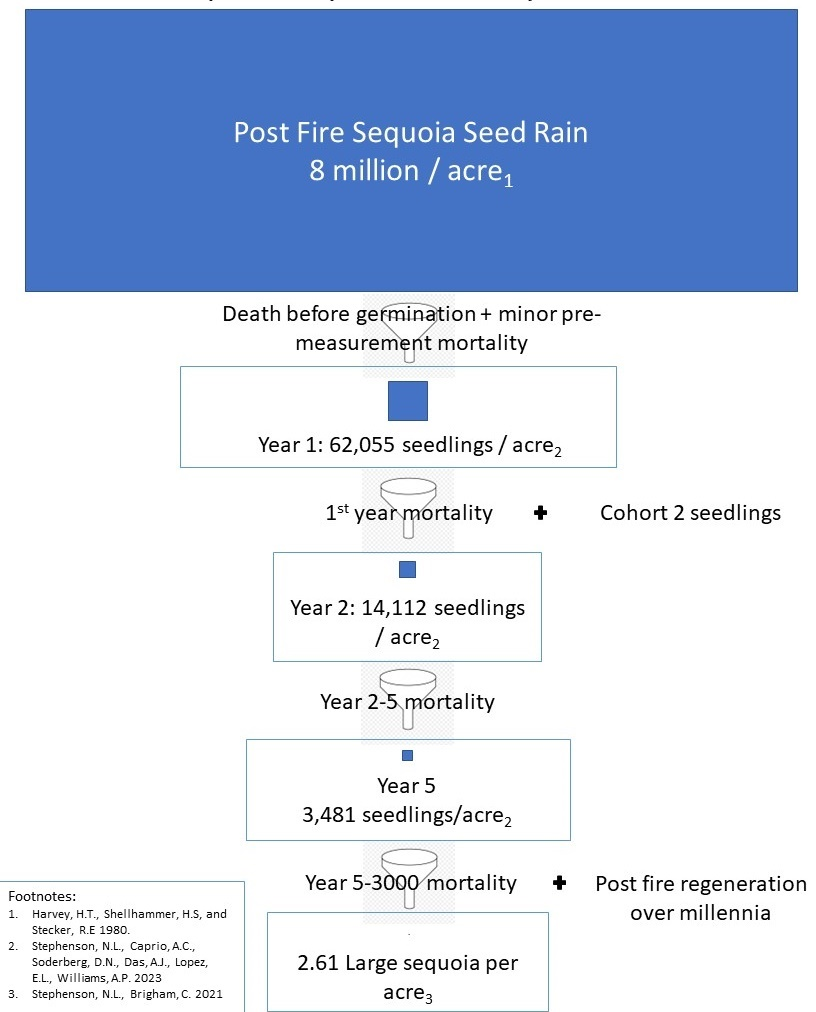 Post Fire Sequoia Seed Rain
8 million / acre₁
Death before germination + minor pre-
measurement mortality
Year 1: 62,055 seedlings / acre₂
1ˢᵗ year mortality + Cohort 2 seedlings
Year 2: 14,112 seedlings
/ acre₂
Year 2-5 mortality
Year 5
3,481 seedlings/acre₂
Year 5-3000 mortality + Post fire regeneration
over millennia
2.61 Large sequoia per
acre₃
Footnotes:
1. Harvey, H.T., Shellhammer, H.S, and
Stecker, R.E 1980.
2. Stephenson, N.L., Caprio, A.C.,
Soderberg, D.N., Das, A.J., Lopez,
E.L., Williams, A.P. 2023
3. Stephenson, N.L., Brigham, C. 2021